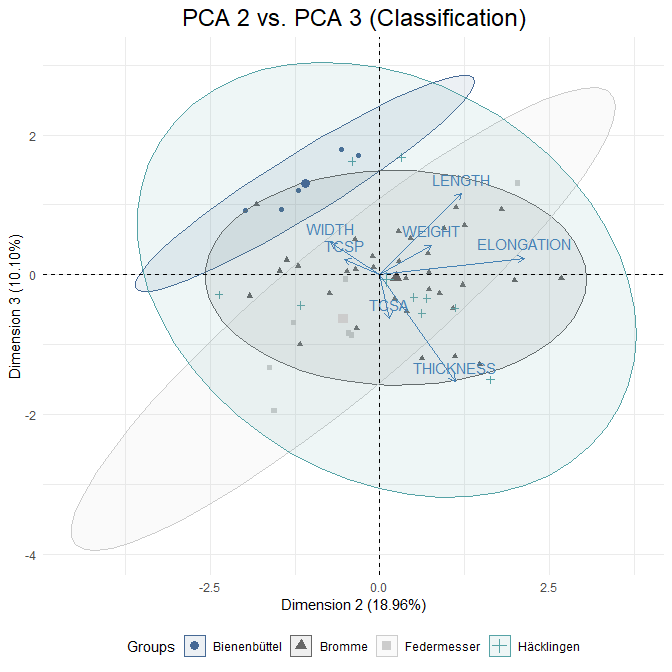 PCA 2 vs. PCA 3 (Classification)
Dimension 3 (10.10%)
2
0
-2
-4
LENGTH
WIDTH
WEIGHT
TCSP
ELONGATION
TCSA
THICKNESS
-2.5
0.0
2.5
Dimension 2 (18.96%)
Groups Bienenbüttel Bromme Federmesser Häcklingen